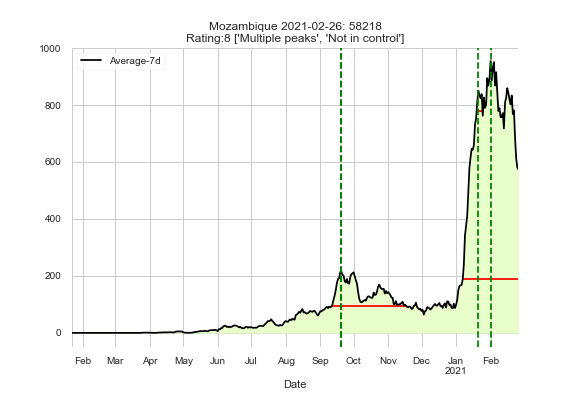 Mozambique 2021-02-26: 58218
Rating:8 ['Multiple peaks', 'Not in control']
1000
Average-7d
800
600
400
200
0
Feb Mar Apr May Jun Jul Aug Sep Oct Nov Dec Jan Feb
2021
Date